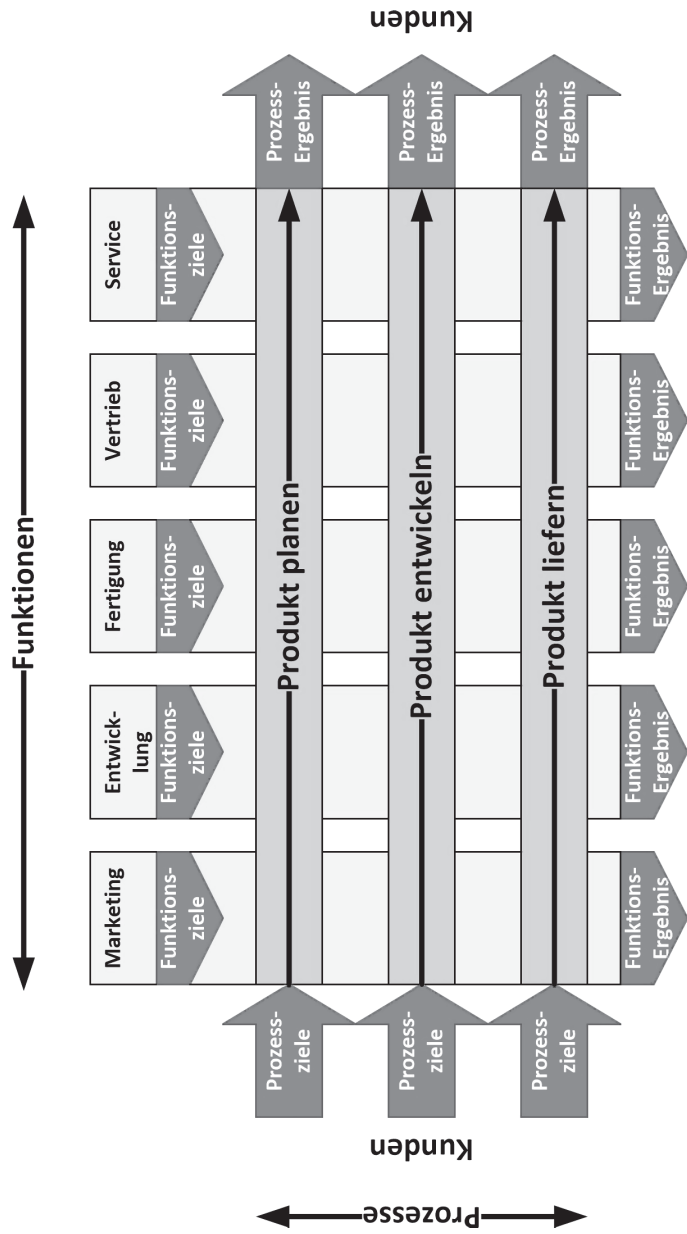 Funktionen
Marketing
Entwick-
lung
Fertigung
Vertrieb
Service
Funktions-
ziele
Funktions-
ziele
Funktions-
ziele
Funktions-
ziele
Funktions-
ziele
Prozesse
Kunden
Prozess-
ziele
Produkt planen
Prozess-
Ergebnis
Prozess-
ziele
Produkt entwickeln
Prozess-
Ergebnis
Prozess-
ziele
Produkt liefern
Prozess-
Ergebnis
Kunden
Funktions-
Ergebnis
Funktions-
Ergebnis
Funktions-
Ergebnis
Funktions-
Ergebnis
Funktions-
Ergebnis